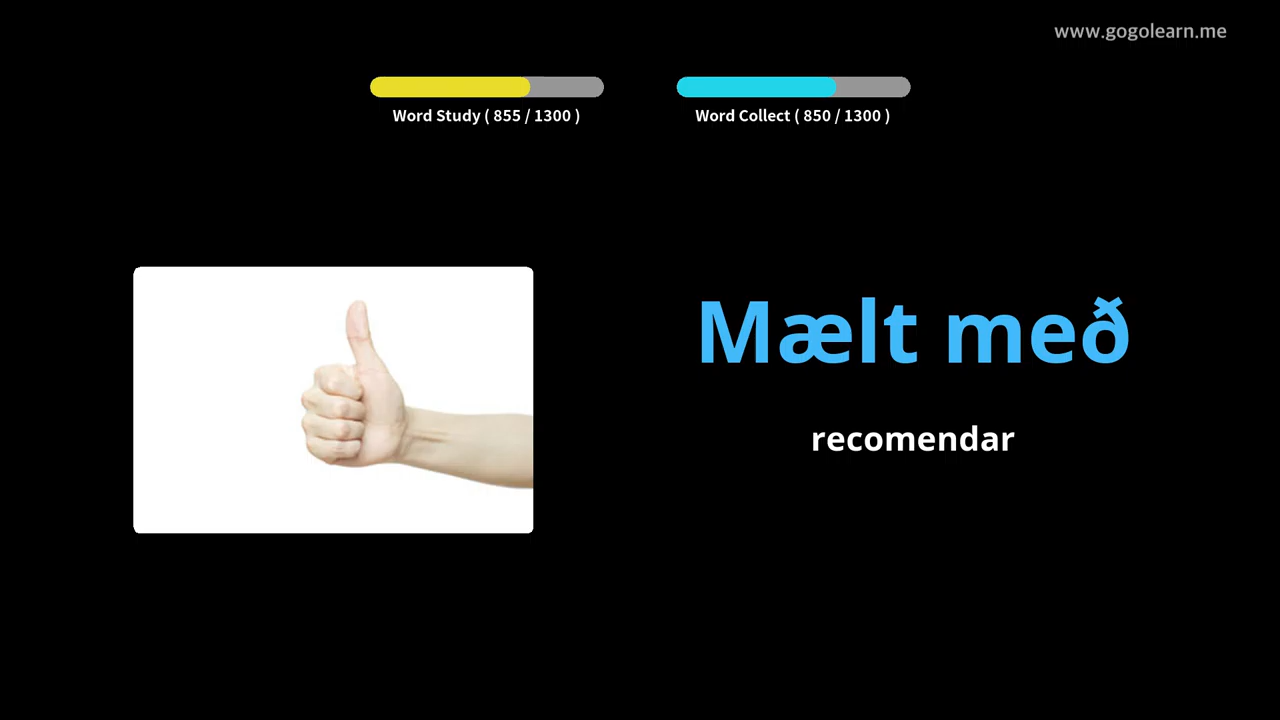 www.gogolearn.me
Word Study ( 855 / 1300 )
Word Collect ( 850 / 1300 )
Mælt með
recomendar